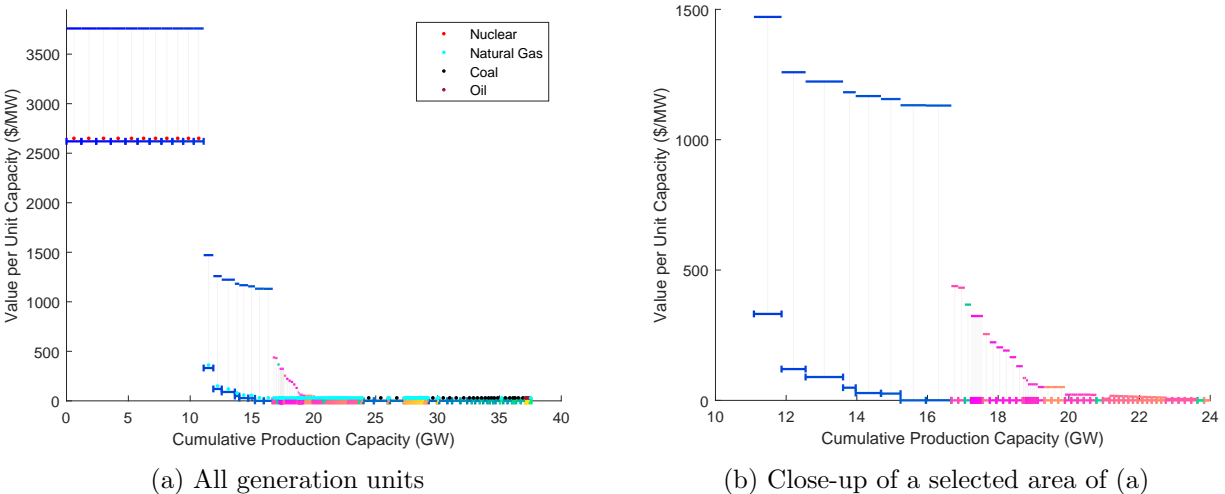 3500
3000
2500
2000
1500
1000
500
0
Value per Unit Capacity ($/MW)
Nuclear
Natural Gas
Coal
Oil
0 5 10 15 20 25 30 35 40
Cumulative Production Capacity (GW)
(a) All generation units
1500
1000
500
0
Value per Unit Capacity ($/MW)
10 12 14 16 18 20 22 24
Cumulative Production Capacity (GW)
(b) Close-up of a selected area of (a)